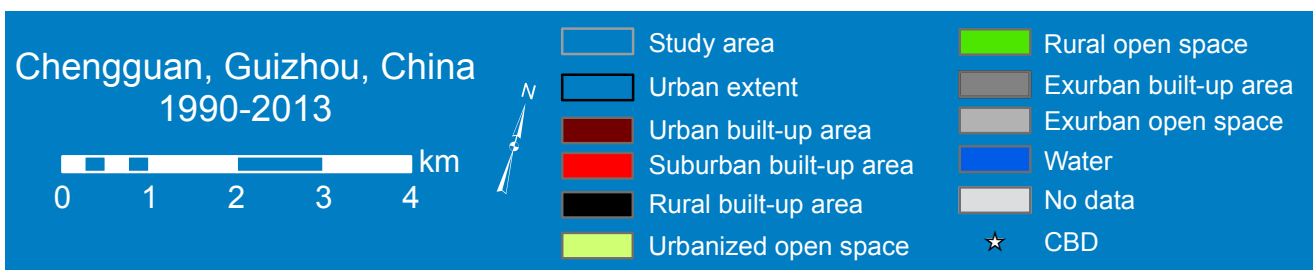 Chengguan, Guizhou, China
1990-2013
km
0 1 2 3 4
N
Study area
Urban extent
Urban built-up area
Suburban built-up area
Rural built-up area
Urbanized open space
Rural open space
Exurban built-up area
Exurban open space
Water
No data
CBD